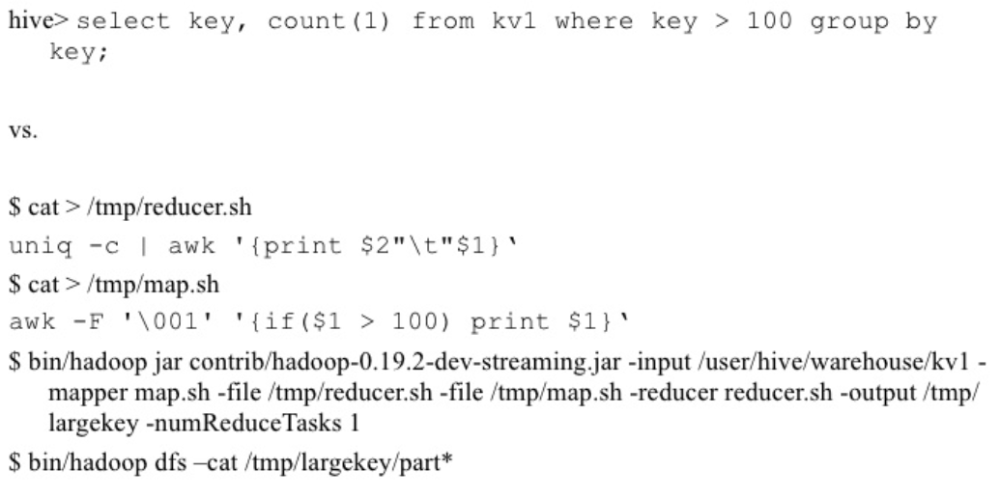 hive> select key, count(1) from kv1 where key > 100 group by
key;
vs.
$ cat > /tmp/reducer.sh
uniq -c | awk '{print $2"\t"$1}‘
$ cat > /tmp/map.sh
awk -F '\001' '{if($1 > 100) print $1}‘
$ bin/hadoop jar contrib/hadoop-0.19.2-dev-streaming.jar -input /user/hive/warehouse/kv1 -
mapper map.sh -file /tmp/reducer.sh -file /tmp/map.sh -reducer reducer.sh -output /tmp/
largekey -numReduceTasks 1
$ bin/hadoop dfs –cat /tmp/largekey/part*